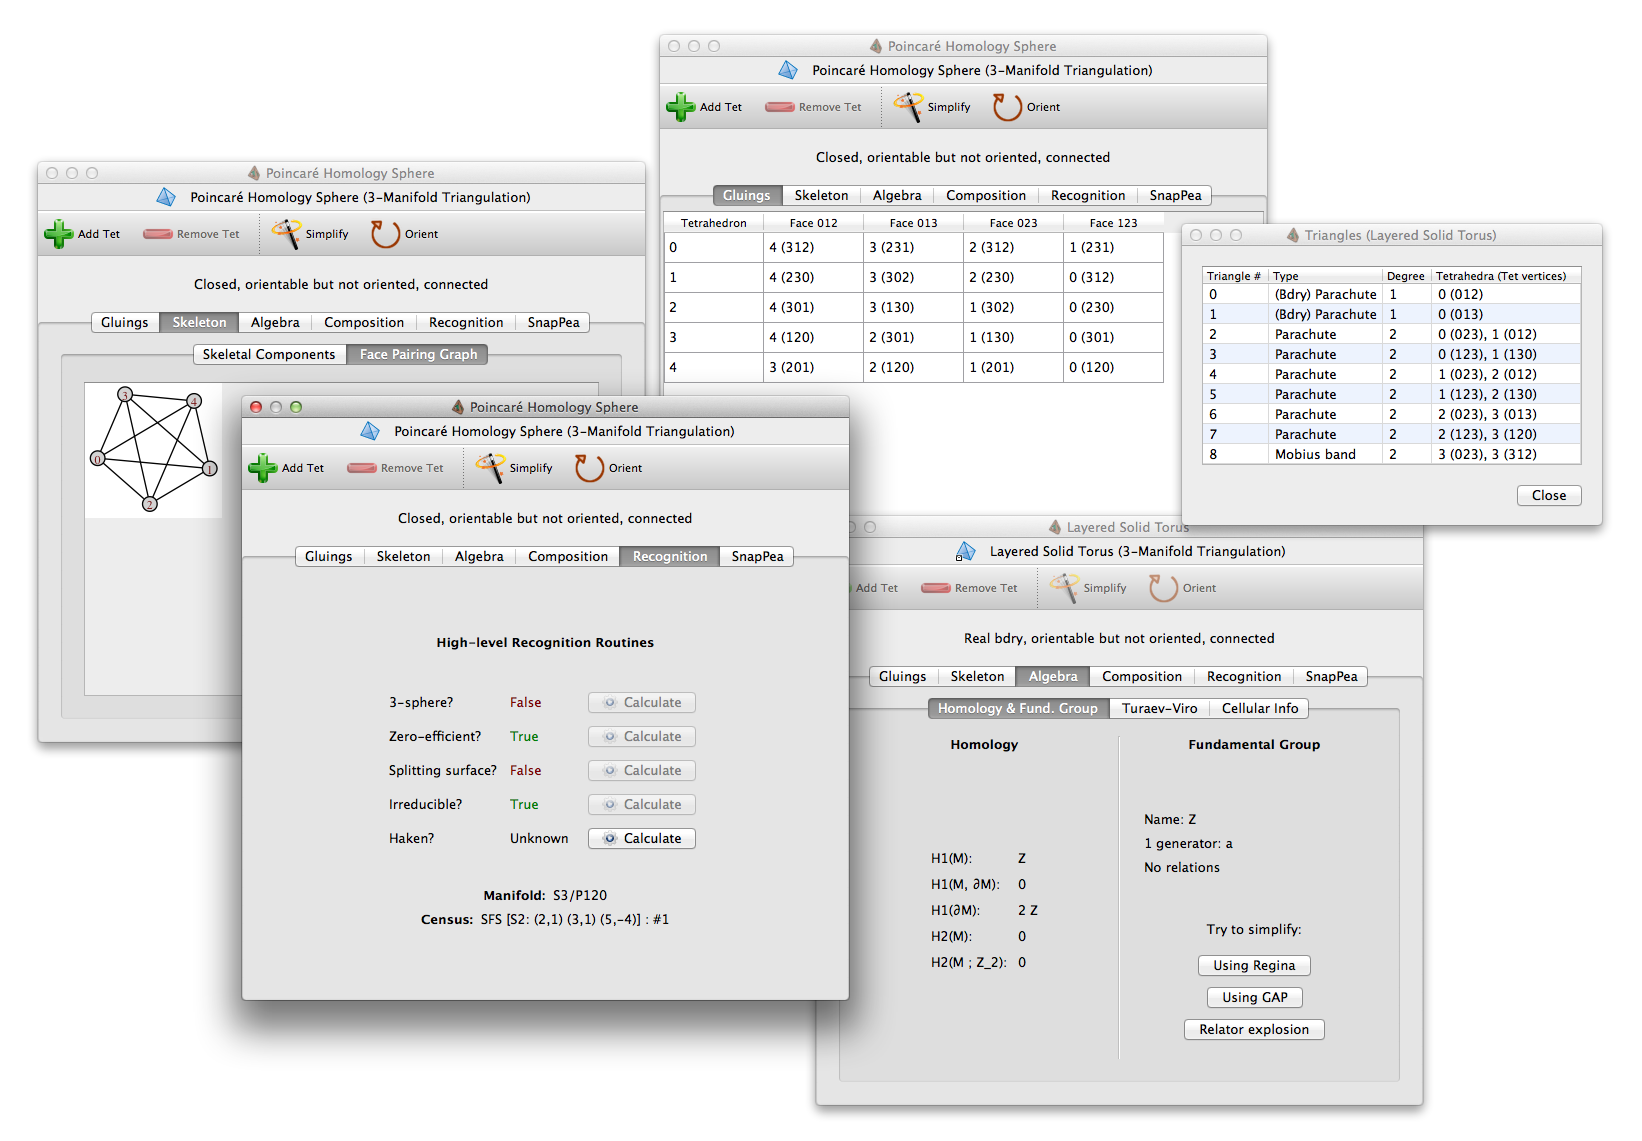 Poincaré Homology Sphere
Poincaré Homology Sphere (3-Manifold Triangulation)
Add Tet Remove Tet Simplify Orient
Closed, orientable but not oriented, connected
Gluings Skeleton Algebra Composition Recognition SnapPea
Tetrahedron Face 012 Face 013 Face 023 Face 123
0 4 (312) 3 (231) 2 (312) 1 (231)
1 4 (230) 3 (302) 2 (230) 0 (312)
2 4 (301) 3 (130) 1 (302) 0 (230)
3 4 (120) 2 (301) 1 (130) 0 (301)
4 3 (201) 2 (120) 1 (201) 0 (120)
Poincaré Homology Sphere
Poincaré Homology Sphere (3-Manifold Triangulation)
Add Tet Remove Tet Simplify Orient
Closed, orientable but not oriented, connected
Gluings Skeleton Algebra Composition Recognition SnapPea
Skeletal Components Face Pairing Graph
3
4
0
1
2
Triangles (Layered Solid Torus)
Triangle # Type Degree Tetrahedra (Tet vertices)
0 (Bdry) Parachute 1 0 (012)
1 (Bdry) Parachute 1 0 (013)
2 Parachute 2 0 (023), 1 (012)
3 Parachute 2 0 (123), 1 (130)
4 Parachute 2 1 (023), 2 (012)
5 Parachute 2 1 (123), 2 (130)
6 Parachute 2 2 (023), 3 (013)
7 Parachute 2 2 (123), 3 (120)
8 Mobius band 2 3 (023), 3 (312)
Close
Poincaré Homology Sphere
Poincaré Homology Sphere (3-Manifold Triangulation)
Add Tet Remove Tet Simplify Orient
Closed, orientable but not oriented, connected
Gluings Skeleton Algebra Composition Recognition SnapPea
High-level Recognition Routines
3-sphere? False Calculate
Zero-efficient? True Calculate
Splitting surface? False Calculate
Irreducible? True Calculate
Haken? Unknown Calculate
Manifold: S3/P120
Census: SFS [S2: (2,1) (3,1) (5,-4)] : #1
Layered Solid Torus
Layered Solid Torus (3-Manifold Triangulation)
Add Tet Remove Tet Simplify Orient
Real bdry, orientable but not oriented, connected
Gluings Skeleton Algebra Composition Recognition SnapPea
Homology & Fund. Group Turaev-Viro Cellular Info
Homology
H1(M): Z
H1(M, ∂M): 0
H1(∂M): 2 Z
H2(M): 0
H2(M ; Z_2): 0
Fundamental Group
Name: Z
1 generator: a
No relations
Try to simplify:
Using Regina
Using GAP
Relator explosion